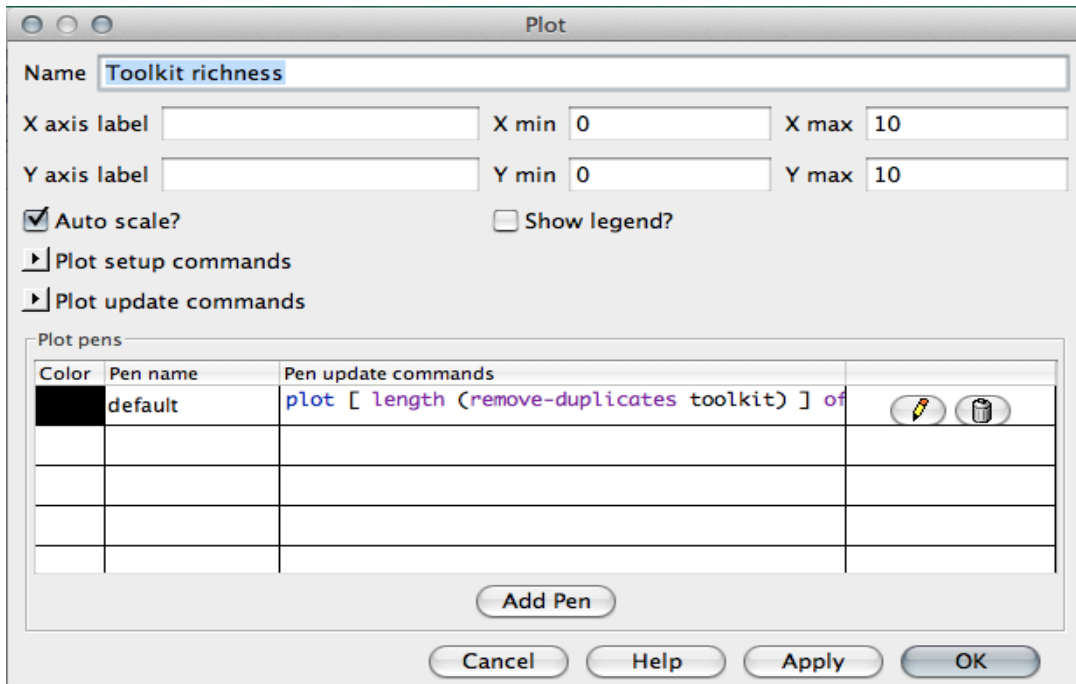 Plot
Name Toolkit richness
X axis label X min 0 X max 10
Y axis label Y min 0 Y max 10
Auto scale? Show legend?
Plot setup commands
Plot update commands
Plot pens
Color Pen name Pen update commands
default plot [ length (remove-duplicates toolkit) ] of
Add Pen
Cancel Help Apply OK